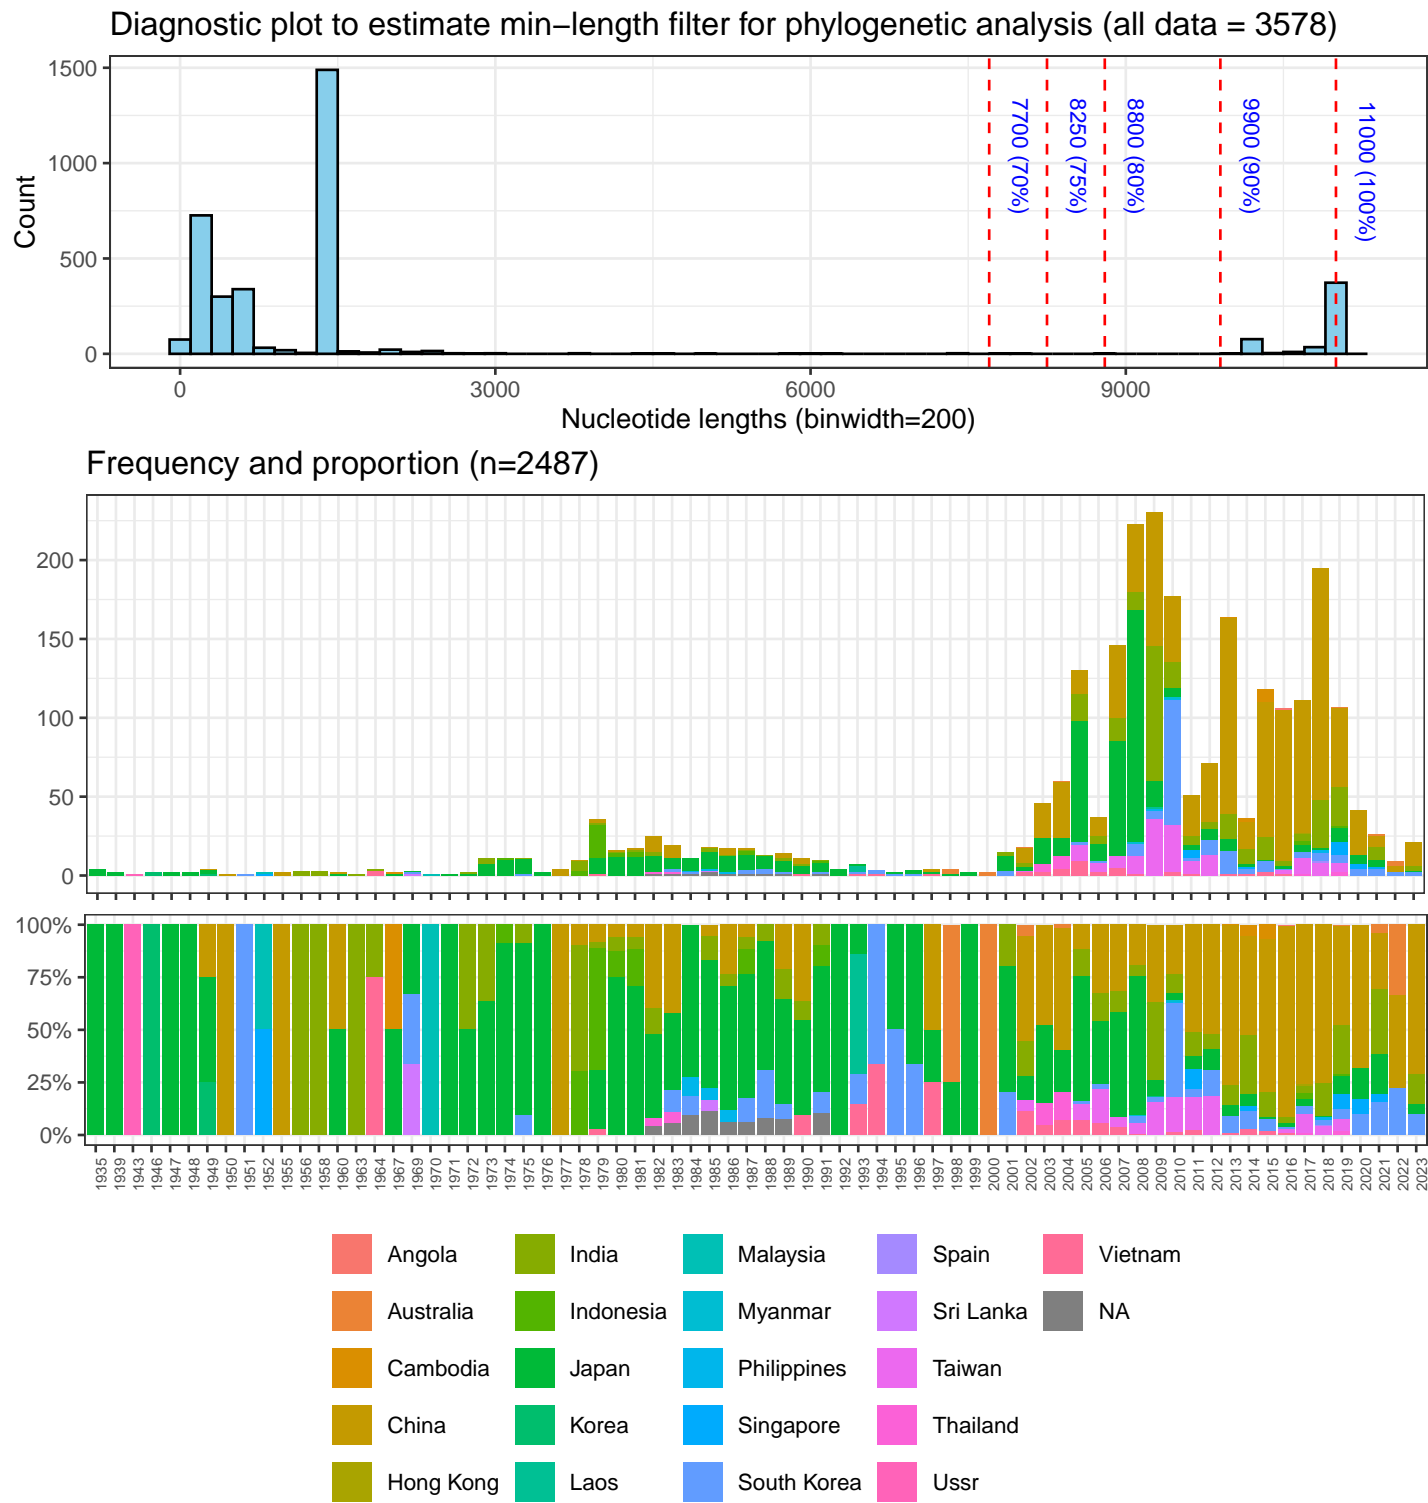 Diagnostic plot to estimate min−length filter for phylogenetic analysis (all data = 3578)
Count
1500
1000
500
0
7700 (70%)
8250 (75%)
8800 (80%)
9900 (90%)
11000 (100%)
0 3000 6000 9000
Nucleotide lengths (binwidth=200)
Frequency and proportion (n=2487)
200
150
100
50
0
100%
75%
50%
25%
0%
1935 1939 1943 1946 1947 1948 1949 1950 1951 1952 1955 1956 1958 1960 1963 1964 1967 1969 1970 1971 1972 1973 1974 1975 1976 1977 1978 1979 1980 1981 1982 1983 1984 1985 1986 1987 1988 1989 1990 1991 1992 1993 1994 1995 1996 1997 1998 1999 2000 2001 2002 2003 2004 2005 2006 2007 2008 2009 2010 2011 2012 2013 2014 2015 2016 2017 2018 2019 2020 2021 2022 2023
Angola India Malaysia Spain Vietnam
Australia Indonesia Myanmar Sri Lanka NA
Cambodia Japan Philippines Taiwan
China Korea Singapore Thailand
Hong Kong Laos South Korea Ussr